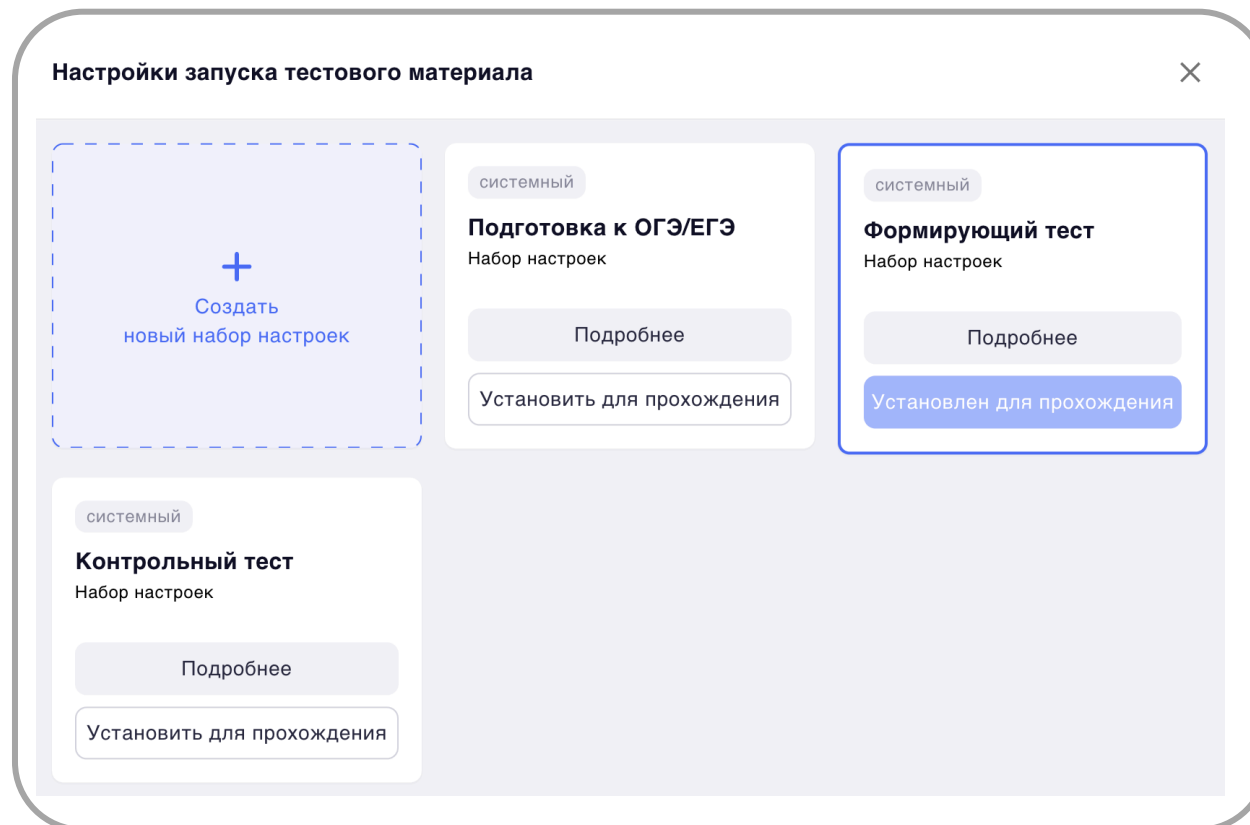 Настройки запуска тестового материала
Создать
новый набор настроек
системный
Подготовка к ОГЭ/ЕГЭ
Набор настроек
Подробнее
Установить для прохождения
системный
Формирующий тест
Набор настроек
Подробнее
Установлен для прохождения
системный
Контрольный тест
Набор настроек
Подробнее
Установить для прохождения